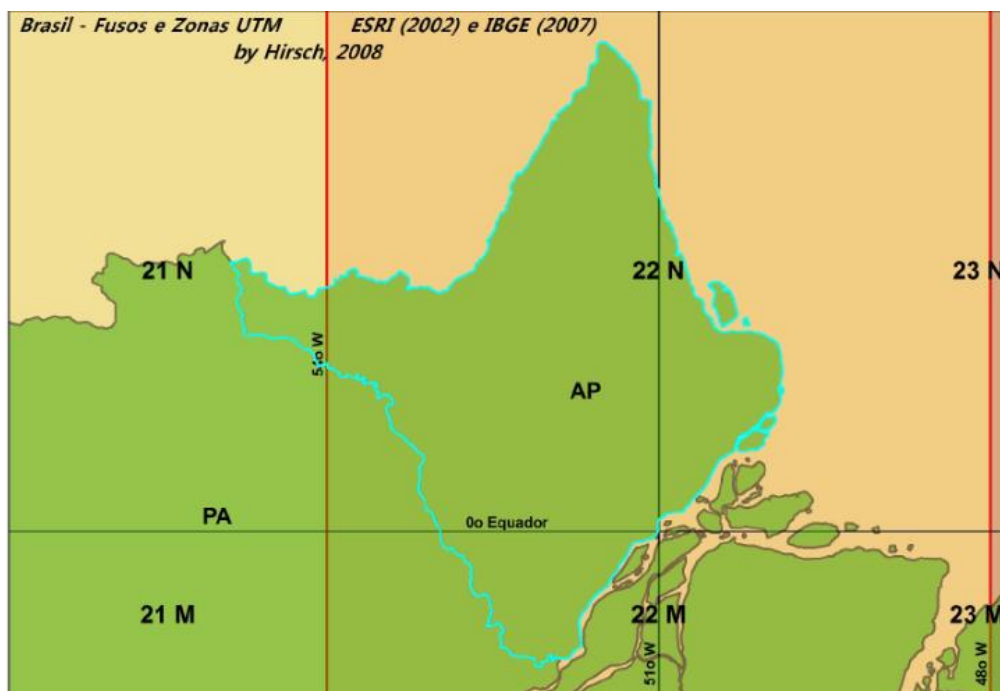 Brasil - Fusos e Zonas UTM ESRI (2002) e IBGE (2007)
by Hirsch, 2008
21 N
22 N
23 N
54o W
AP
PA
0o Equador
21 M
22 M
23 M
51o W
48o W